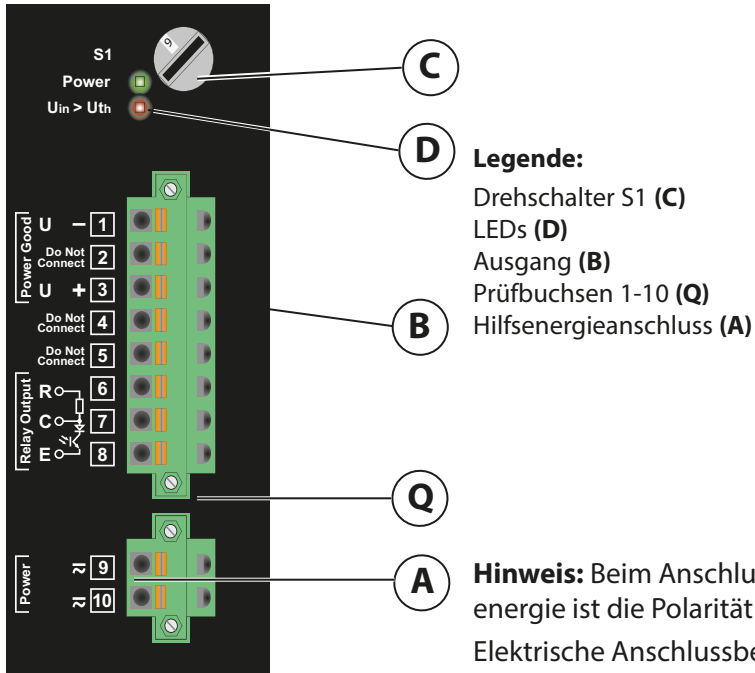 S1
6
Power
Uin > Uth
C
D
Legende:
Drehschalter S1 (C)
LEDs (D)
Ausgang (B)
Prüfbuchsen 1-10 (Q)
Hilfsenergieanschluss (A)
Power Good
U − 1
Do Not
Connect 2
U + 3
Do Not
Connect 4
Do Not
Connect 5
B
Relay Output
R 6
C 7
E 8
Q
Power
9
10
A
Hinweis: Beim Anschlu
energie ist die Polarität
Elektrische Anschlussbe